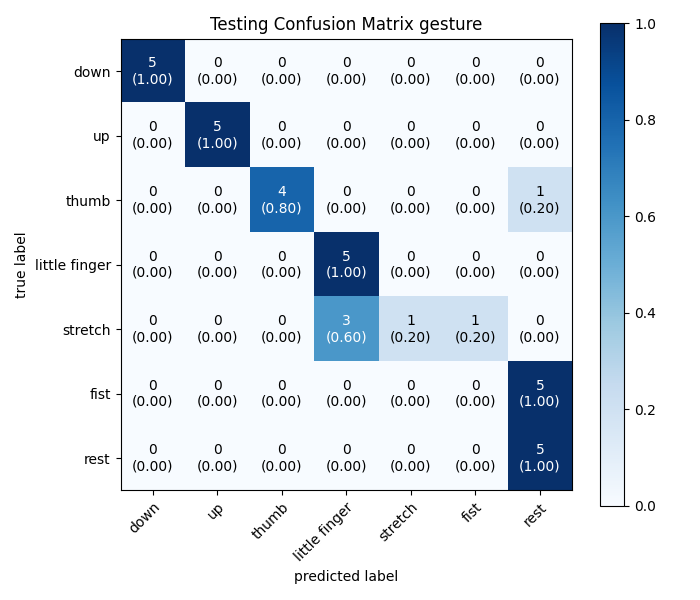 Testing Confusion Matrix gesture
true label
down
5 0 0 0 0 0 0
(1.00) (0.00) (0.00) (0.00) (0.00) (0.00) (0.00)
up
0 5 0 0 0 0 0
(0.00) (1.00) (0.00) (0.00) (0.00) (0.00) (0.00)
thumb
0 0 4 0 0 0 1
(0.00) (0.00) (0.80) (0.00) (0.00) (0.00) (0.20)
little finger
0 0 0 5 0 0 0
(0.00) (0.00) (0.00) (1.00) (0.00) (0.00) (0.00)
stretch
0 0 0 3 1 1 0
(0.00) (0.00) (0.00) (0.60) (0.20) (0.20) (0.00)
fist
0 0 0 0 0 0 5
(0.00) (0.00) (0.00) (0.00) (0.00) (0.00) (1.00)
rest
0 0 0 0 0 0 5
(0.00) (0.00) (0.00) (0.00) (0.00) (0.00) (1.00)
down up thumb little finger stretch fist rest
predicted label
1.0
0.8
0.6
0.4
0.2
0.0